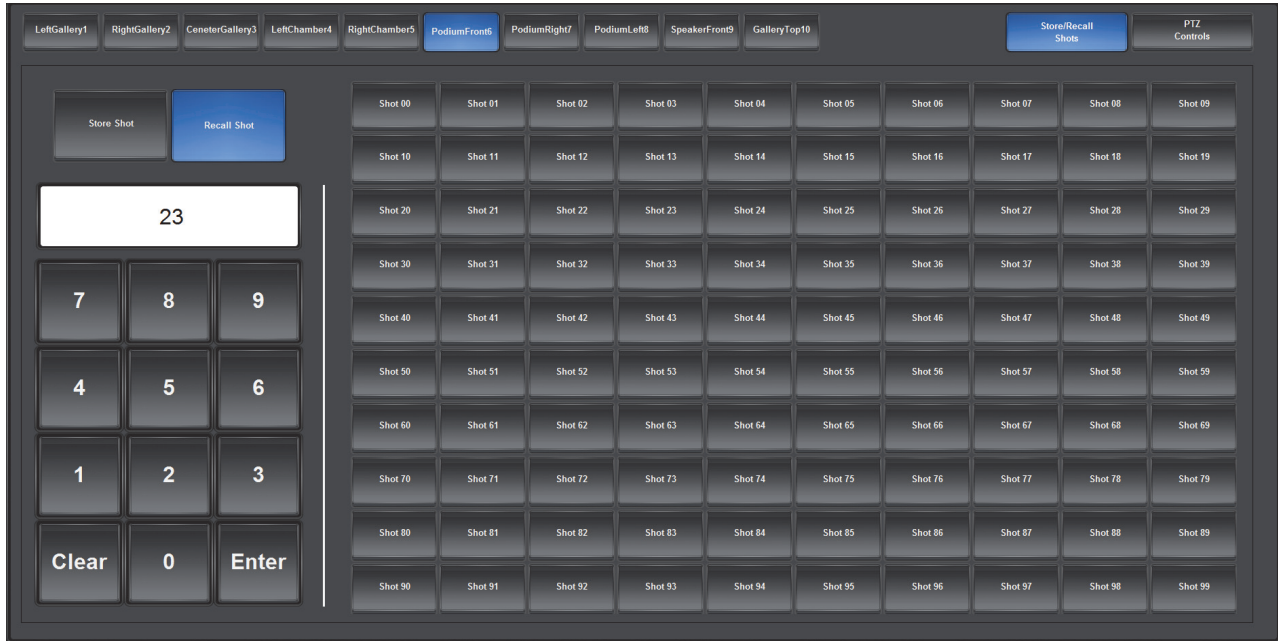 LeftGallery1 RightGallery2 CeneterGallery3 LeftChamber4 RightChamber5 PodiumFront6 PodiumRight7 PodiumLeft8 SpeakerFront9 GalleryTop10
Store/Recall
Shots
PTZ
Controls
Store Shot Recall Shot
23
7 8 9
4 5 6
1 2 3
Clear 0 Enter
Shot 00 Shot 01 Shot 02 Shot 03 Shot 04 Shot 05 Shot 06 Shot 07 Shot 08 Shot 09
Shot 10 Shot 11 Shot 12 Shot 13 Shot 14 Shot 15 Shot 16 Shot 17 Shot 18 Shot 19
Shot 20 Shot 21 Shot 22 Shot 23 Shot 24 Shot 25 Shot 26 Shot 27 Shot 28 Shot 29
Shot 30 Shot 31 Shot 32 Shot 33 Shot 34 Shot 35 Shot 36 Shot 37 Shot 38 Shot 39
Shot 40 Shot 41 Shot 42 Shot 43 Shot 44 Shot 45 Shot 46 Shot 47 Shot 48 Shot 49
Shot 50 Shot 51 Shot 52 Shot 53 Shot 54 Shot 55 Shot 56 Shot 57 Shot 58 Shot 59
Shot 60 Shot 61 Shot 62 Shot 63 Shot 64 Shot 65 Shot 66 Shot 67 Shot 68 Shot 69
Shot 70 Shot 71 Shot 72 Shot 73 Shot 74 Shot 75 Shot 76 Shot 77 Shot 78 Shot 79
Shot 80 Shot 81 Shot 82 Shot 83 Shot 84 Shot 85 Shot 86 Shot 87 Shot 88 Shot 89
Shot 90 Shot 91 Shot 92 Shot 93 Shot 94 Shot 95 Shot 96 Shot 97 Shot 98 Shot 99